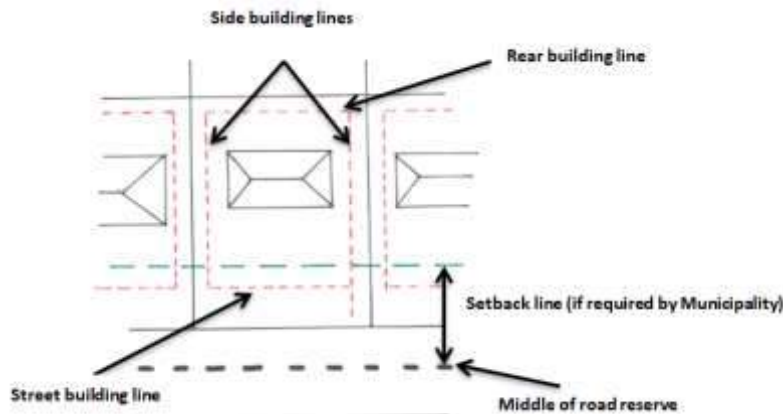 Side building lines
Rear building line
Setback line (if required by Municipality)
Street building line
Middle of road reserve